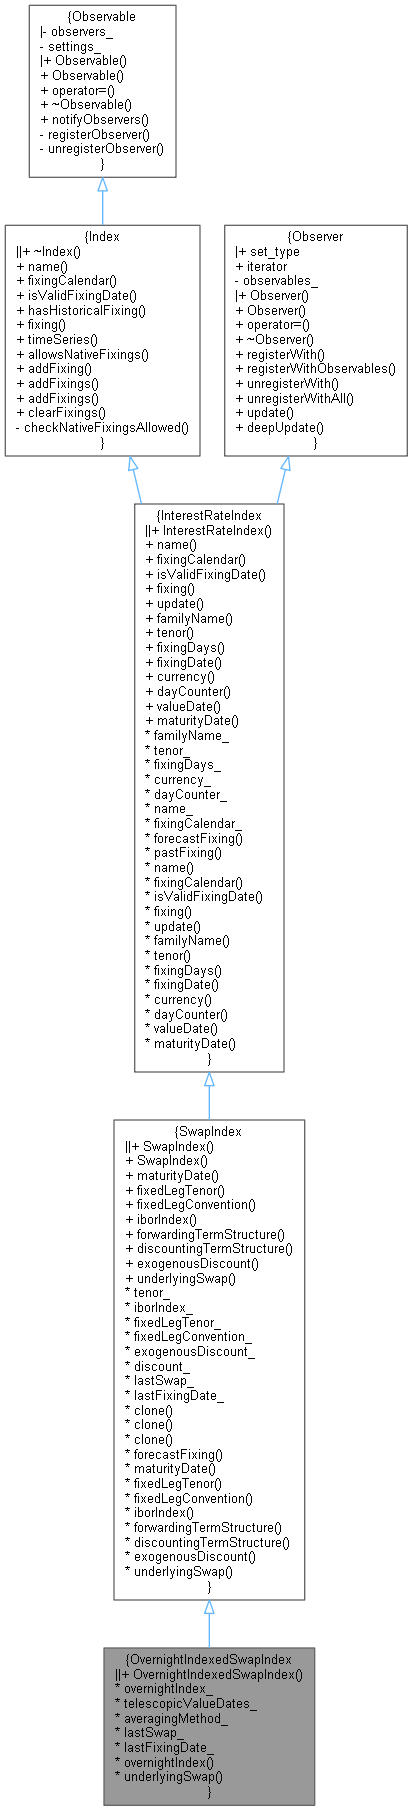 {Observable
|- observers_
- settings_
|+ Observable()
+ Observable()
+ operator=()
+ ~Observable()
+ notifyObservers()
- registerObserver()
- unregisterObserver()
}
{Index
||+ ~Index()
+ name()
+ fixingCalendar()
+ isValidFixingDate()
+ hasHistoricalFixing()
+ fixing()
+ timeSeries()
+ allowsNativeFixings()
+ addFixing()
+ addFixings()
+ addFixings()
+ clearFixings()
- checkNativeFixingsAllowed()
}
{Observer
|+ set_type
+ iterator
- observables_
|+ Observer()
+ Observer()
+ operator=()
+ ~Observer()
+ registerWith()
+ registerWithObservables()
+ unregisterWith()
+ unregisterWithAll()
+ update()
+ deepUpdate()
}
{InterestRateIndex
||+ InterestRateIndex()
+ name()
+ fixingCalendar()
+ isValidFixingDate()
+ fixing()
+ update()
+ familyName()
+ tenor()
+ fixingDays()
+ fixingDate()
+ currency()
+ dayCounter()
+ valueDate()
+ maturityDate()
* familyName_
* tenor_
* fixingDays_
* currency_
* dayCounter_
* name_
* fixingCalendar_
* forecastFixing()
* pastFixing()
* name()
* fixingCalendar()
* isValidFixingDate()
* fixing()
* update()
* familyName()
* tenor()
* fixingDays()
* fixingDate()
* currency()
* dayCounter()
* valueDate()
* maturityDate()
}
{SwapIndex
||+ SwapIndex()
+ SwapIndex()
+ maturityDate()
+ fixedLegTenor()
+ fixedLegConvention()
+ iborIndex()
+ forwardingTermStructure()
+ discountingTermStructure()
+ exogenousDiscount()
+ underlyingSwap()
* tenor_
* iborIndex_
* fixedLegTenor_
* fixedLegConvention_
* exogenousDiscount_
* discount_
* lastSwap_
* lastFixingDate_
* clone()
* clone()
* clone()
* forecastFixing()
* maturityDate()
* fixedLegTenor()
* fixedLegConvention()
* iborIndex()
* forwardingTermStructure()
* discountingTermStructure()
* exogenousDiscount()
* underlyingSwap()
}
{OvernightIndexedSwapIndex
||+ OvernightIndexedSwapIndex()
* overnightIndex_
* telescopicValueDates_
* averagingMethod_
* lastSwap_
* lastFixingDate_
* overnightIndex()
* underlyingSwap()
}